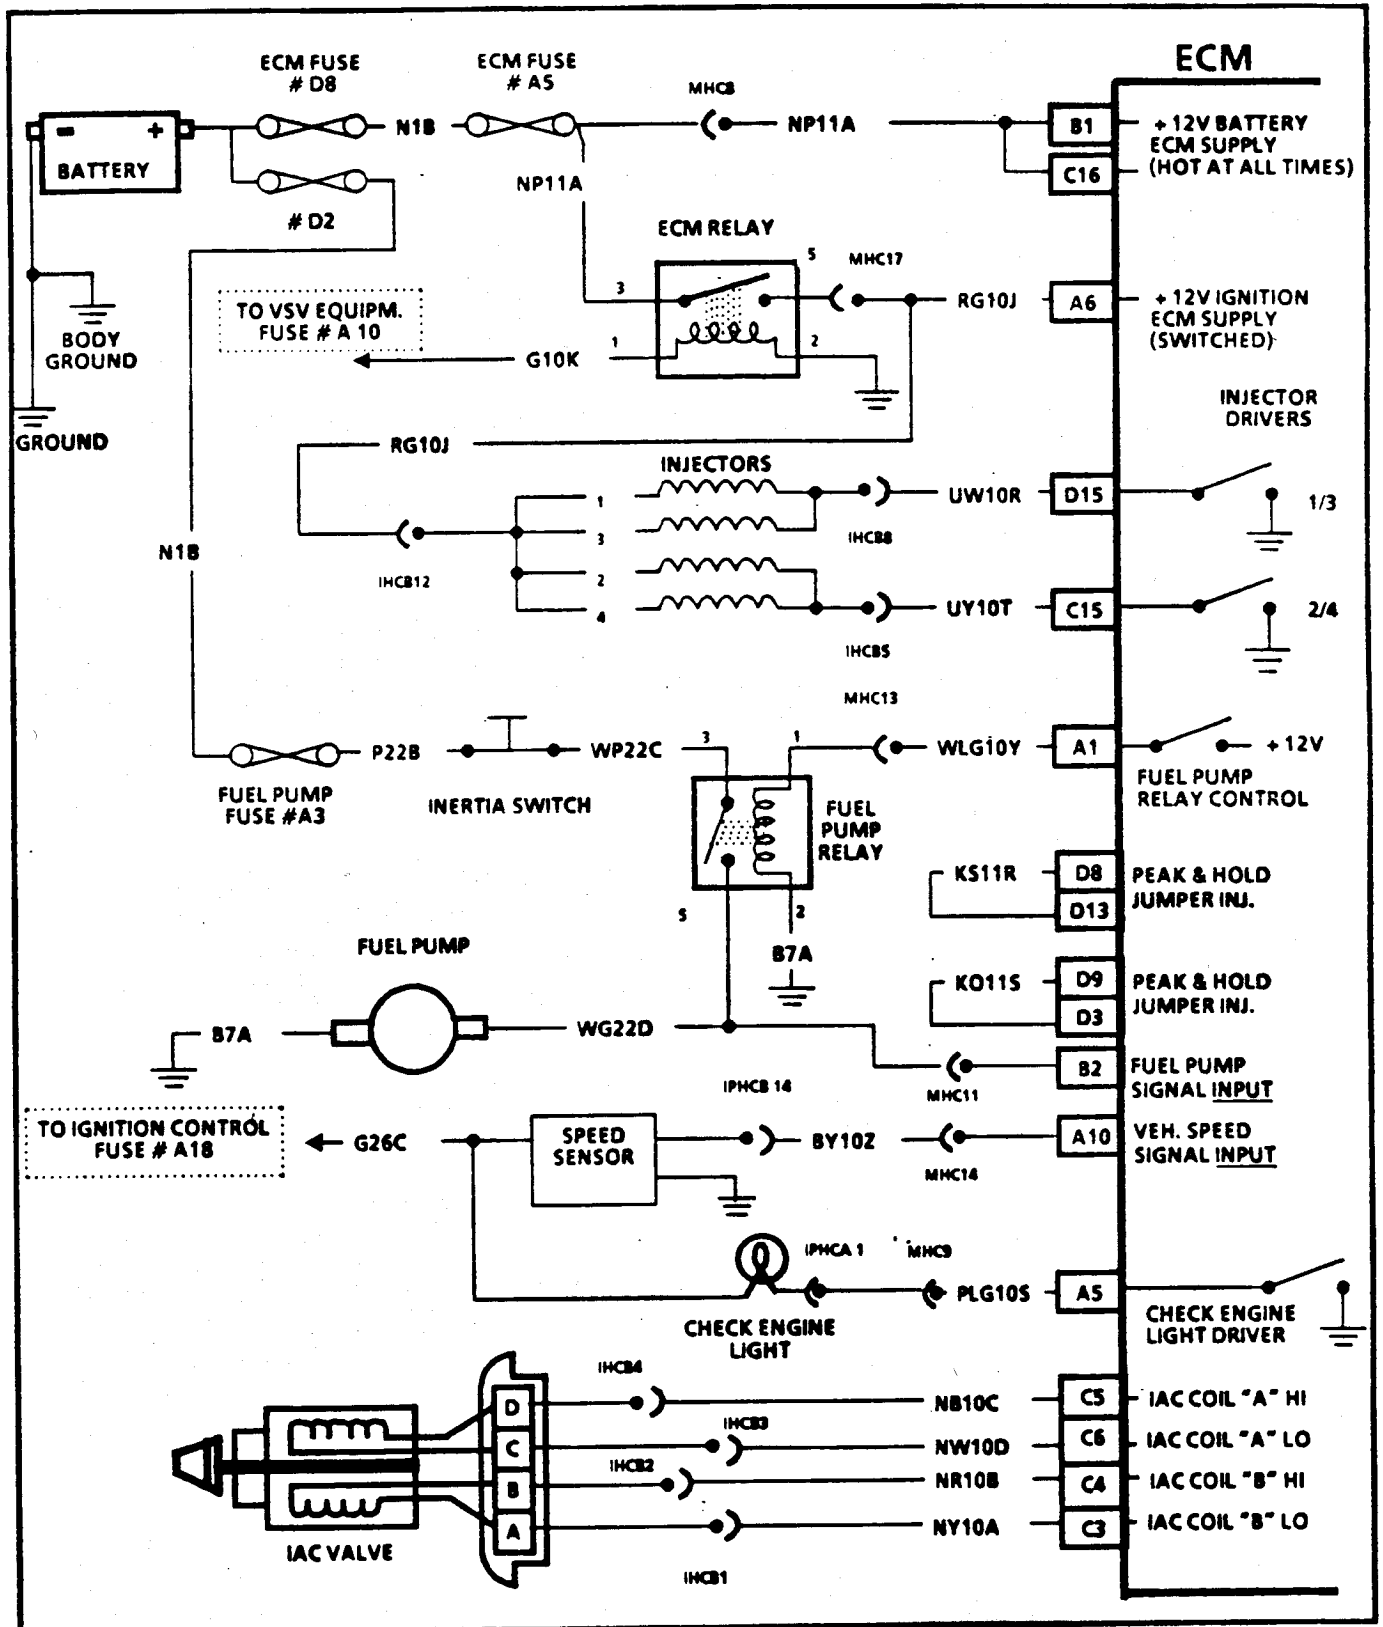 ECM
ECM FUSE
# D8
ECM FUSE
# A5
MHC8
- +
BATTERY
N1B
NP11A
B1
+ 12V BATTERY
ECM SUPPLY
(HOT AT ALL TIMES)
C16
NP11A
# D2
ECM RELAY
3
5
MHC17
RG10J
A6
+ 12V IGNITION
ECM SUPPLY
(SWITCHED)
TO VSV EQUIPM.
FUSE # A 10
G10K
1
2
BODY
GROUND
GROUND
RG10J
INJECTORS
INJECTOR
DRIVERS
1
3
2
4
UW10R
D15
1/3
IHCB8
N1B
IHCB12
UY10T
C15
2/4
IHCB5
MHC13
P22B
WP22C
3
1
WLG10Y
A1
+ 12V
FUEL PUMP
RELAY CONTROL
FUEL PUMP
FUSE #A3
INERTIA SWITCH
FUEL
PUMP
RELAY
KS11R
D8
D13
PEAK & HOLD
JUMPER INJ.
5
2
B7A
FUEL PUMP
KO11S
D9
D3
PEAK & HOLD
JUMPER INJ.
B7A
WG22D
B2
FUEL PUMP
SIGNAL INPUT
IPHCB 14
MHC11
TO IGNITION CONTROL
FUSE # A18
G26C
SPEED
SENSOR
BY10Z
A10
VEH. SPEED
SIGNAL INPUT
MHC14
IPHCA 1
MHC9
PLG10S
A5
CHECK ENGINE
LIGHT
CHECK ENGINE
LIGHT DRIVER
IHCB4
D
NB10C
C5
IAC COIL "A" HI
IHCB3
C
NW10D
C6
IAC COIL "A" LO
IHCB2
B
NR10B
C4
IAC COIL "B" HI
A
NY10A
C3
IAC COIL "B" LO
IAC VALVE
IHCB1